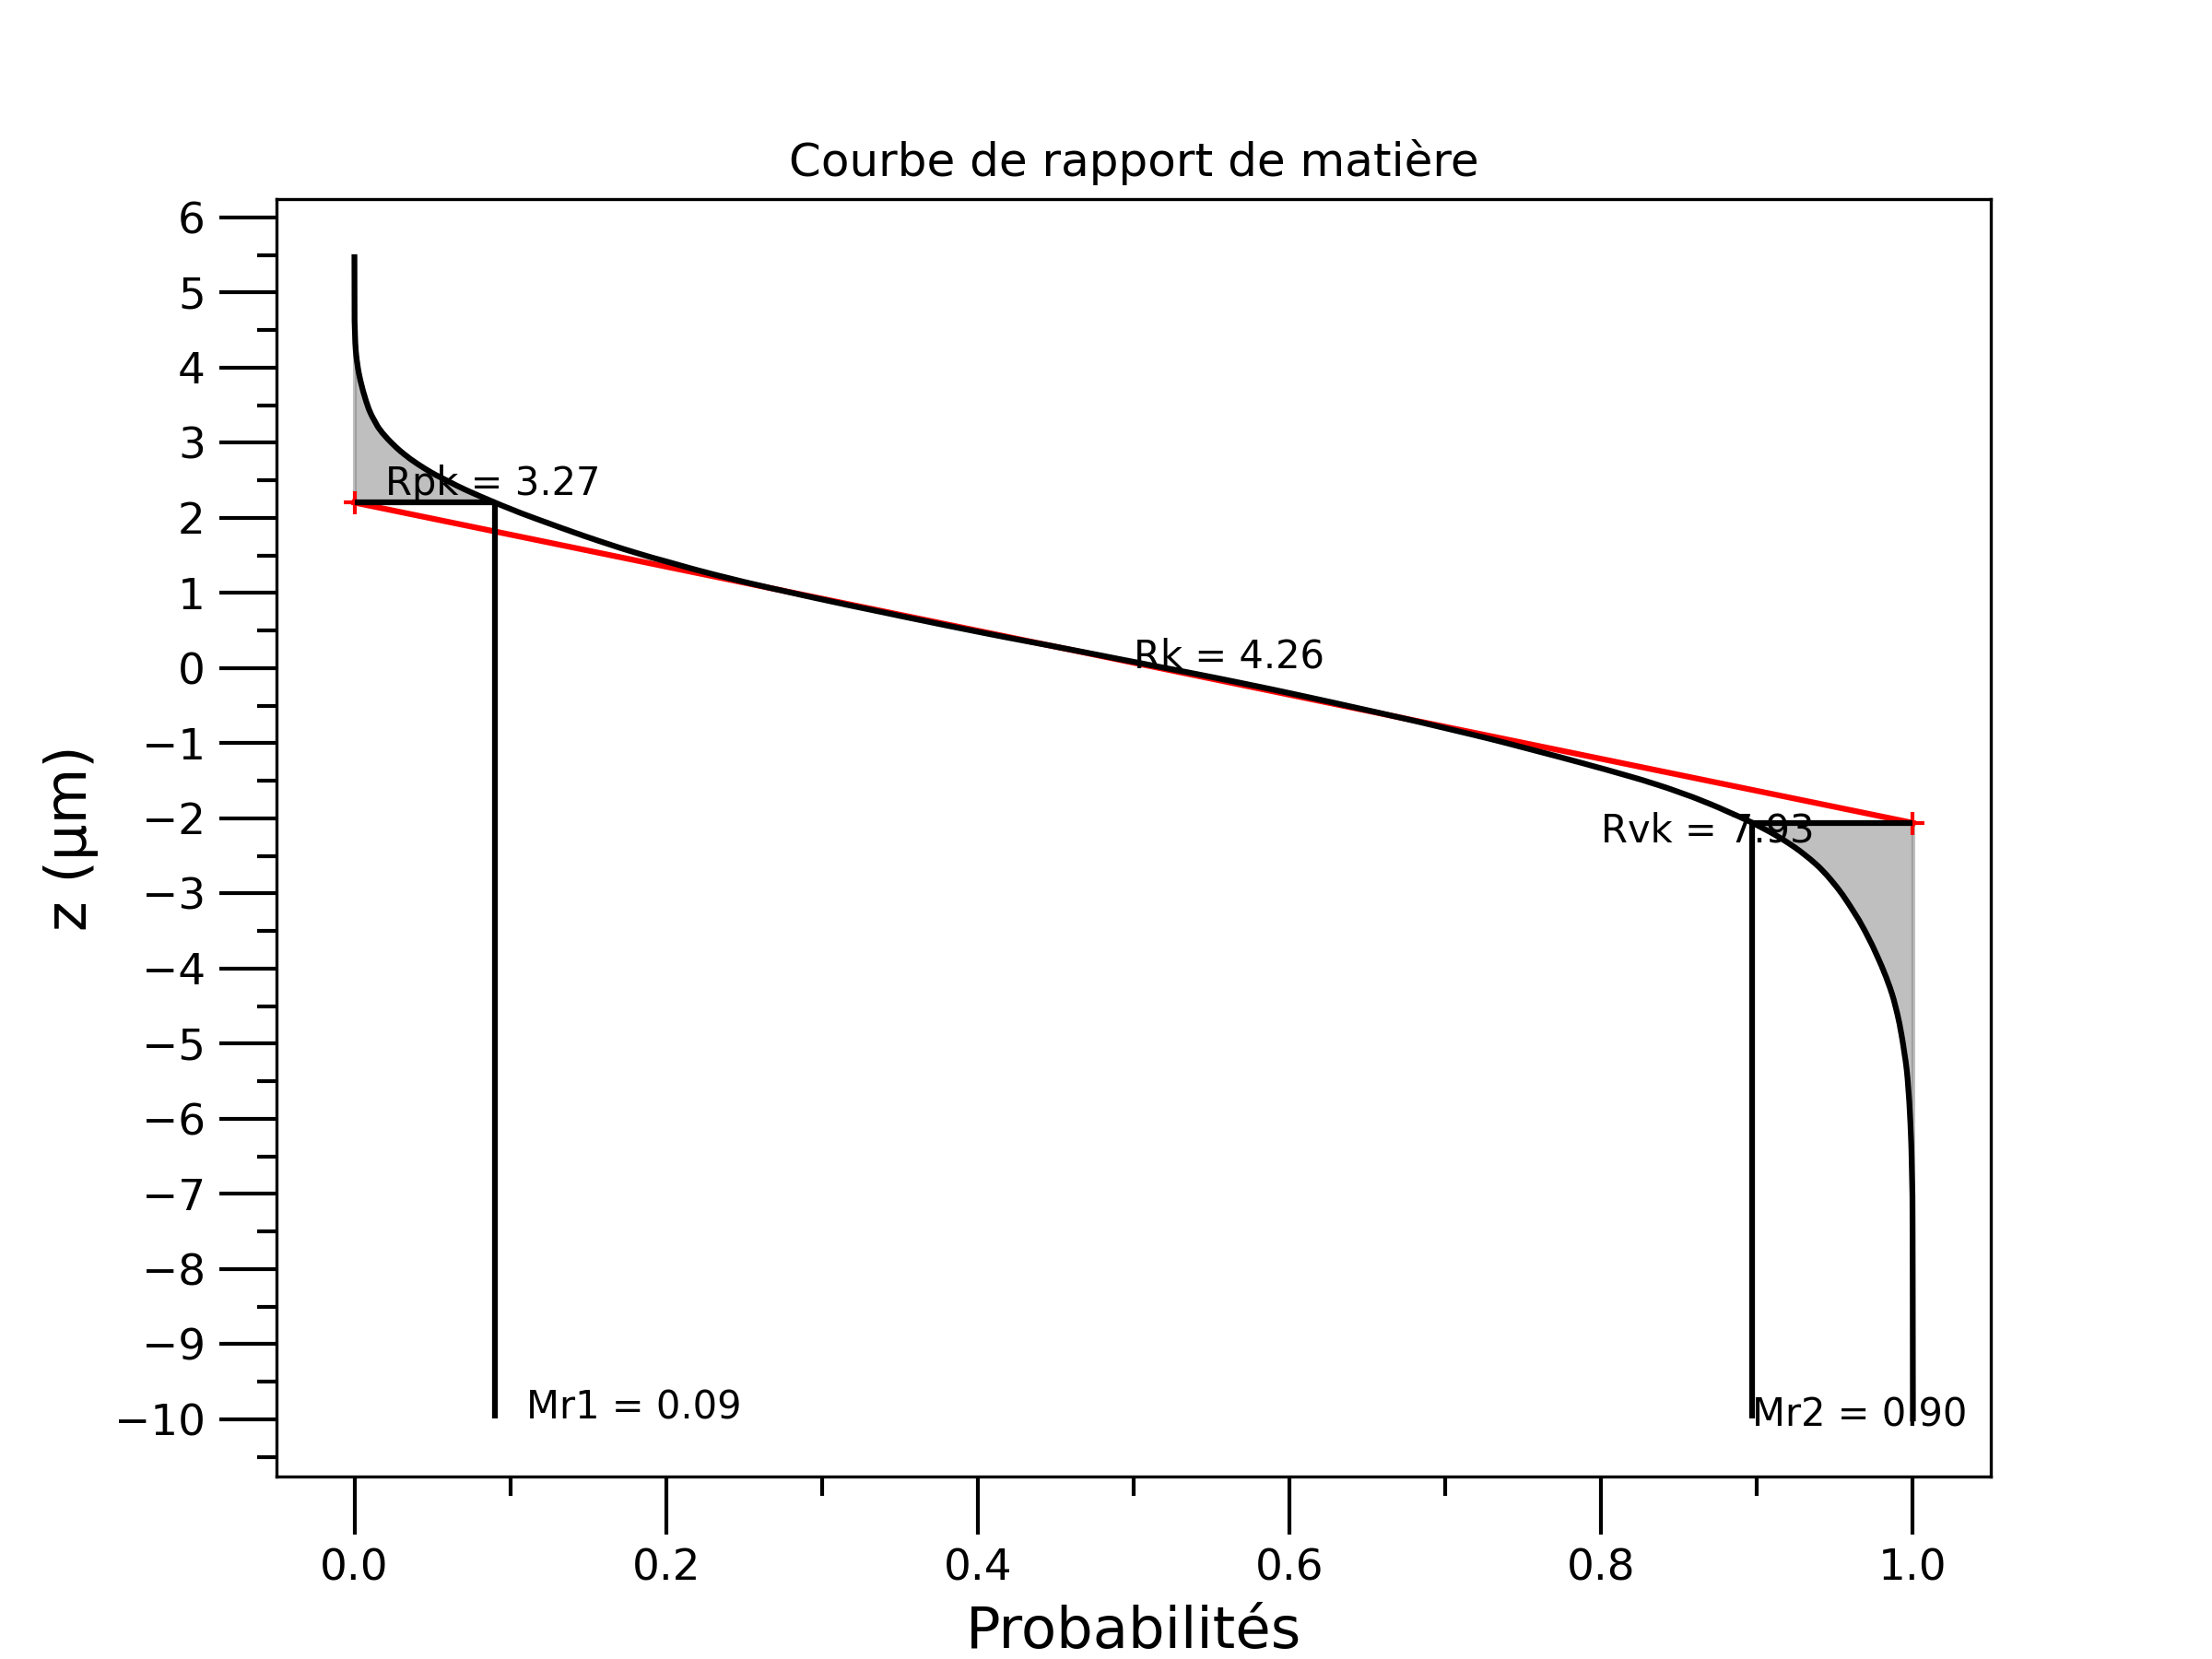 Courbe de rapport de matière
6
5
4
3
2
1
0
−1
−2
−3
−4
−5
−6
−7
−8
−9
−10
z (µm)
Rpk = 3.27
Rk = 4.26
Rvk = 7.93
Mr1 = 0.09
Mr2 = 0.90
0.0 0.2 0.4 0.6 0.8 1.0
Probabilités